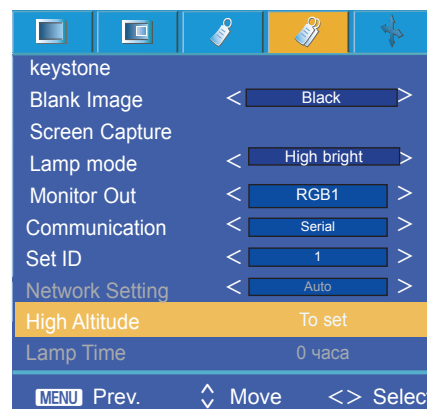 keystone
Blank Image < Black >
Screen Capture
Lamp mode < High bright >
Monitor Out < RGB1 >
Communication < Serial >
Set ID < 1 >
Network Setting < Auto >
High Altitude To set
Lamp Time 0 часа
MENU Prev. Move <> Selec